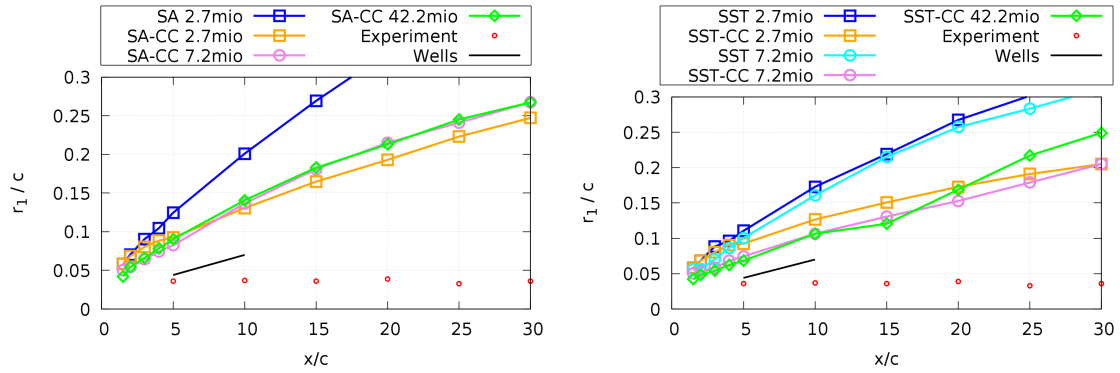 SA 2.7mio
SA-CC 2.7mio
SA-CC 7.2mio
SA-CC 42.2mio
Experiment
Wells
r1 / c
0.3
0.25
0.2
0.15
0.1
0.05
0
0 5 10 15 20 25 30
x/c
SST 2.7mio
SST-CC 2.7mio
SST 7.2mio
SST-CC 7.2mio
SST-CC 42.2mio
Experiment
Wells
r1 / c
0.3
0.25
0.2
0.15
0.1
0.05
0
0 5 10 15 20 25 30
x/c